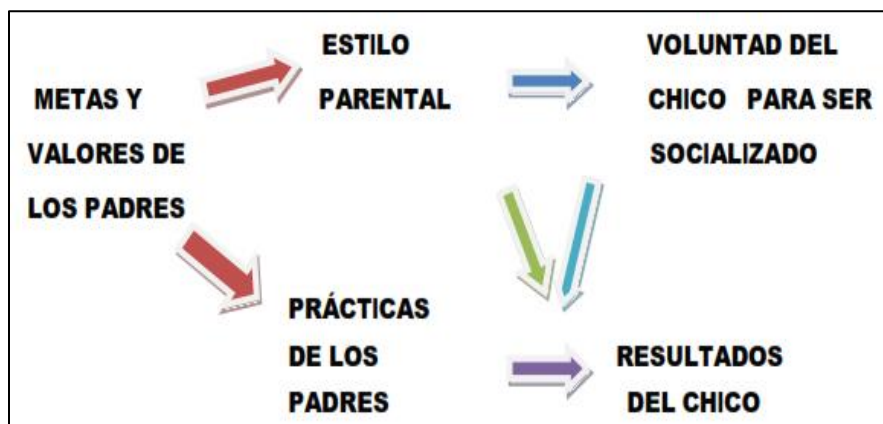 METAS Y
VALORES DE
LOS PADRES
ESTILO
PARENTAL
VOLUNTAD DEL
CHICO PARA SER
SOCIALIZADO
PRÁCTICAS
DE LOS
PADRES
RESULTADOS
DEL CHICO